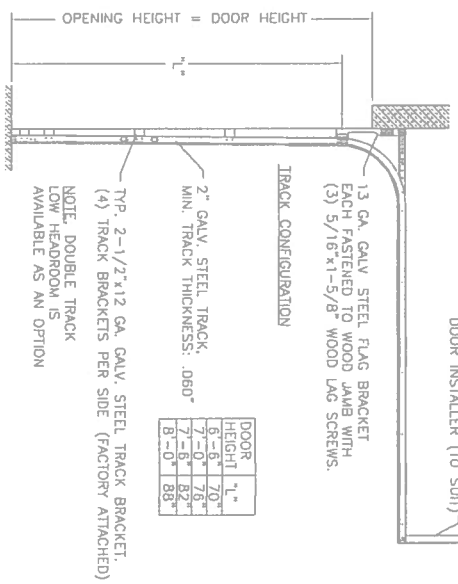 OPENING HEIGHT = DOOR HEIGHT
"L"
DOOR INSTALLER (TO SUIT)
13 GA. GALV STEEL FLAG BRACKET
EACH FASTENED TO WOOD JAMB WITH
(3) 5/16"x1-5/8" WOOD LAG SCREWS.
TRACK CONFIGURATION
2" GALV. STEEL TRACK,
MIN. TRACK THICKNESS: .060"
TYP. 2-1/2"x12 GA. GALV. STEEL TRACK BRACKET.
(4) TRACK BRACKETS PER SIDE (FACTORY ATTACHED)
NOTE, DOUBLE TRACK
LOW HEADROOM IS
AVAILABLE AS AN OPTION
DOOR HEIGHT "L"
6'-6" 70"
7'-0" 76"
7'-6" 82"
8'-0" 88"